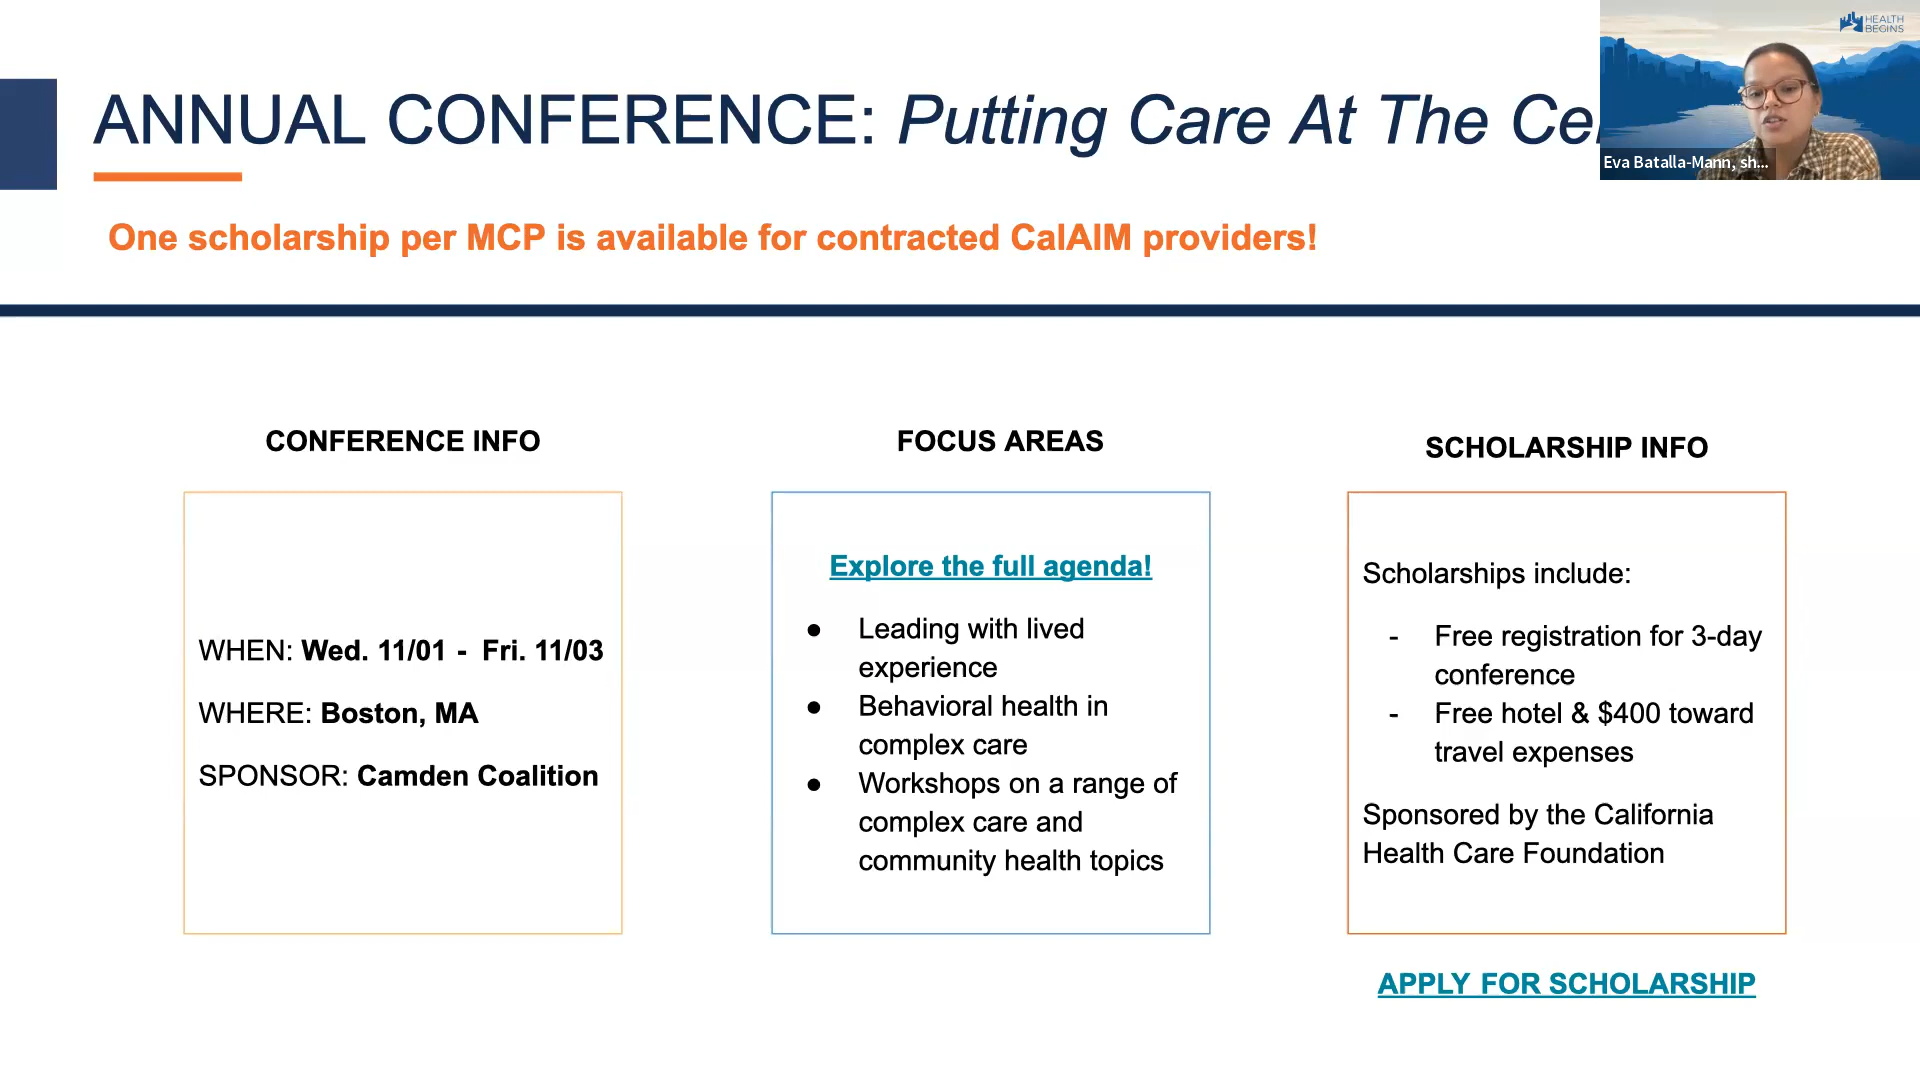 HEALTH
BEGINS
ANNUAL CONFERENCE: Putting Care At The
Eva Batalla-Mann, sh...
One scholarship per MCP is available for contracted CalAIM providers!
CONFERENCE INFO
WHEN: Wed. 11/01 - Fri. 11/03
WHERE: Boston, MA
SPONSOR: Camden Coalition
FOCUS AREAS
Explore the full agenda!
● Leading with lived
experience
● Behavioral health in
complex care
● Workshops on a range of
complex care and
community health topics
SCHOLARSHIP INFO
Scholarships include:
- Free registration for 3-day
conference
- Free hotel & $400 toward
travel expenses
Sponsored by the California
Health Care Foundation
APPLY FOR SCHOLARSHIP